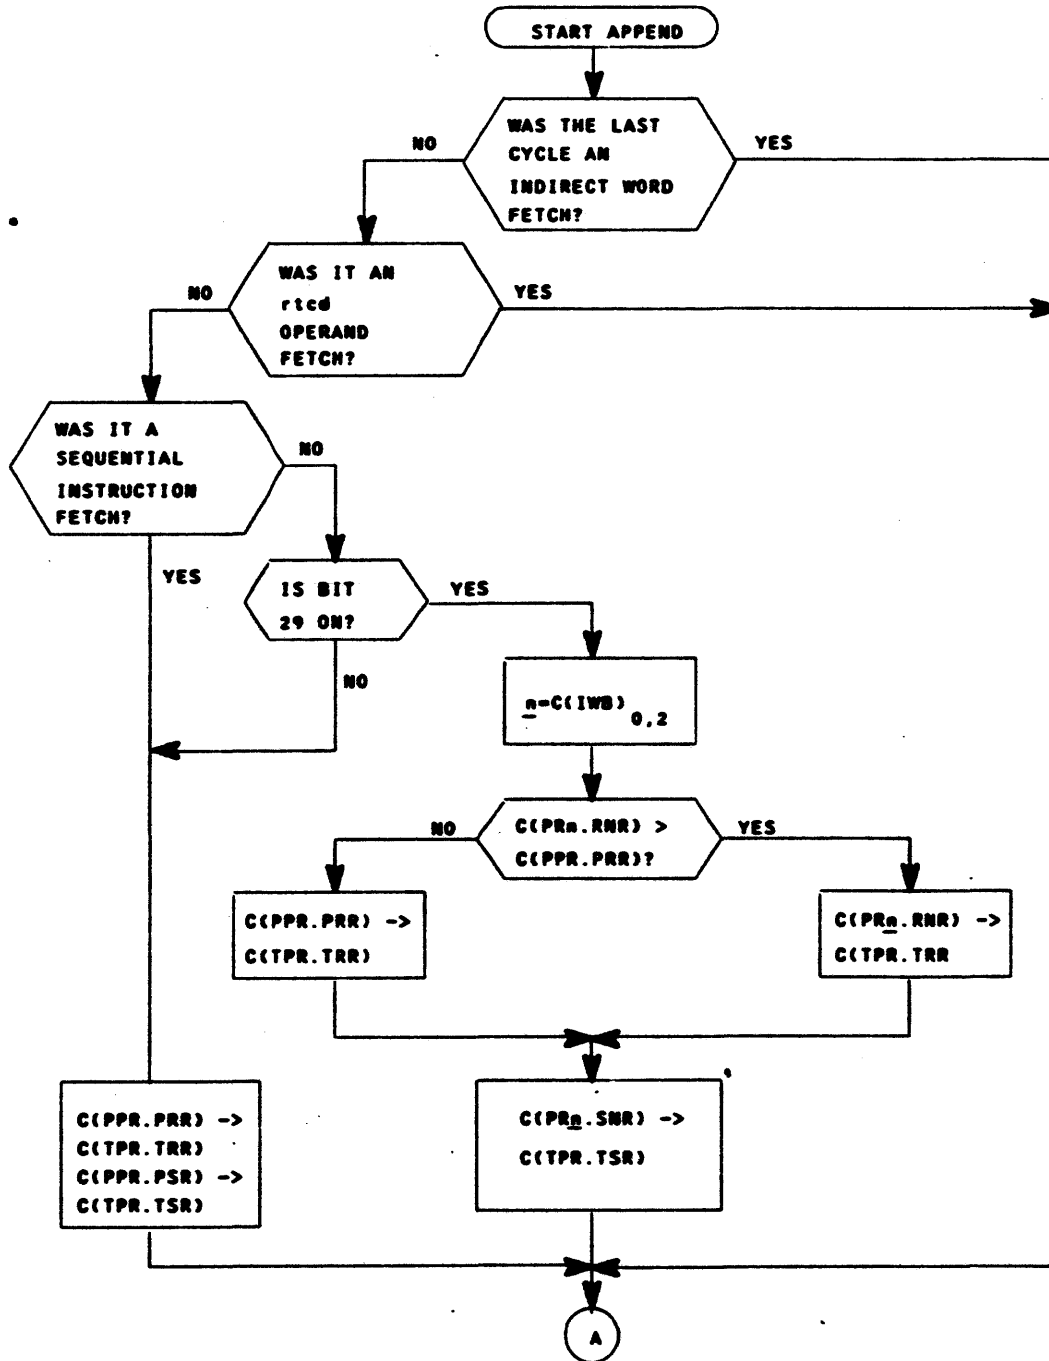 START APPEND
WAS THE LAST
CYCLE AN
INDIRECT WORD
FETCH?
NO
YES
WAS IT AN
rtcd
OPERAND
FETCH?
NO
YES
WAS IT A
SEQUENTIAL
INSTRUCTION
FETCH?
NO
YES
IS BIT
29 ON?
YES
NO
n=C(IWB)0,2
C(PRn.RNR) >
C(PPR.PRR)?
NO
YES
C(PPR.PRR) ->
C(TPR.TRR)
C(PRn.RNR) ->
C(TPR.TRR
C(PPR.PRR) ->
C(TPR.TRR)
C(PPR.PSR) ->
C(TPR.TSR)
C(PRn.SNR) ->
C(TPR.TSR)
A